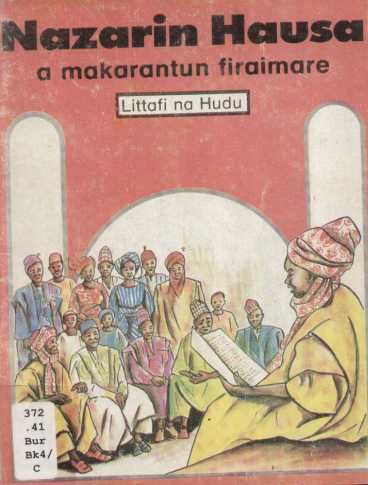 Nazarin Hausa
a makarantun firaimare
Littafi na Hudu
372
.41
Bur
Bk4/
C